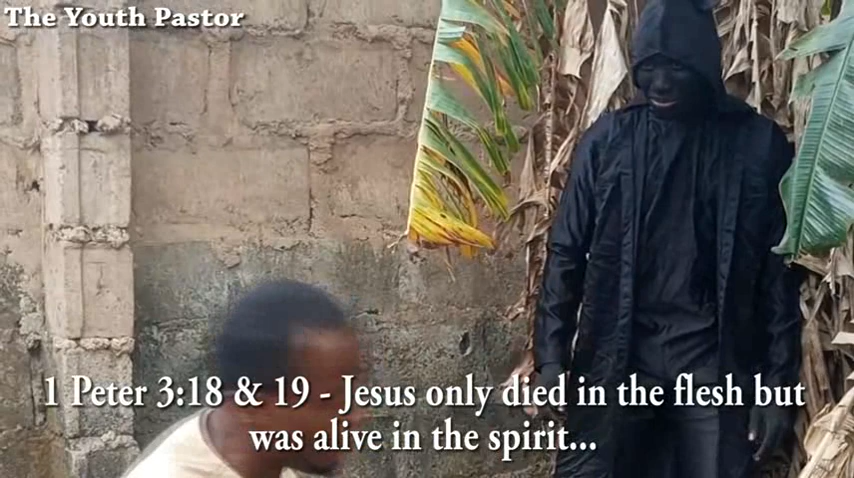 The Youth Pastor
1 Peter 3:18 & 19 - Jesus only died in the flesh but
was alive in the spirit...